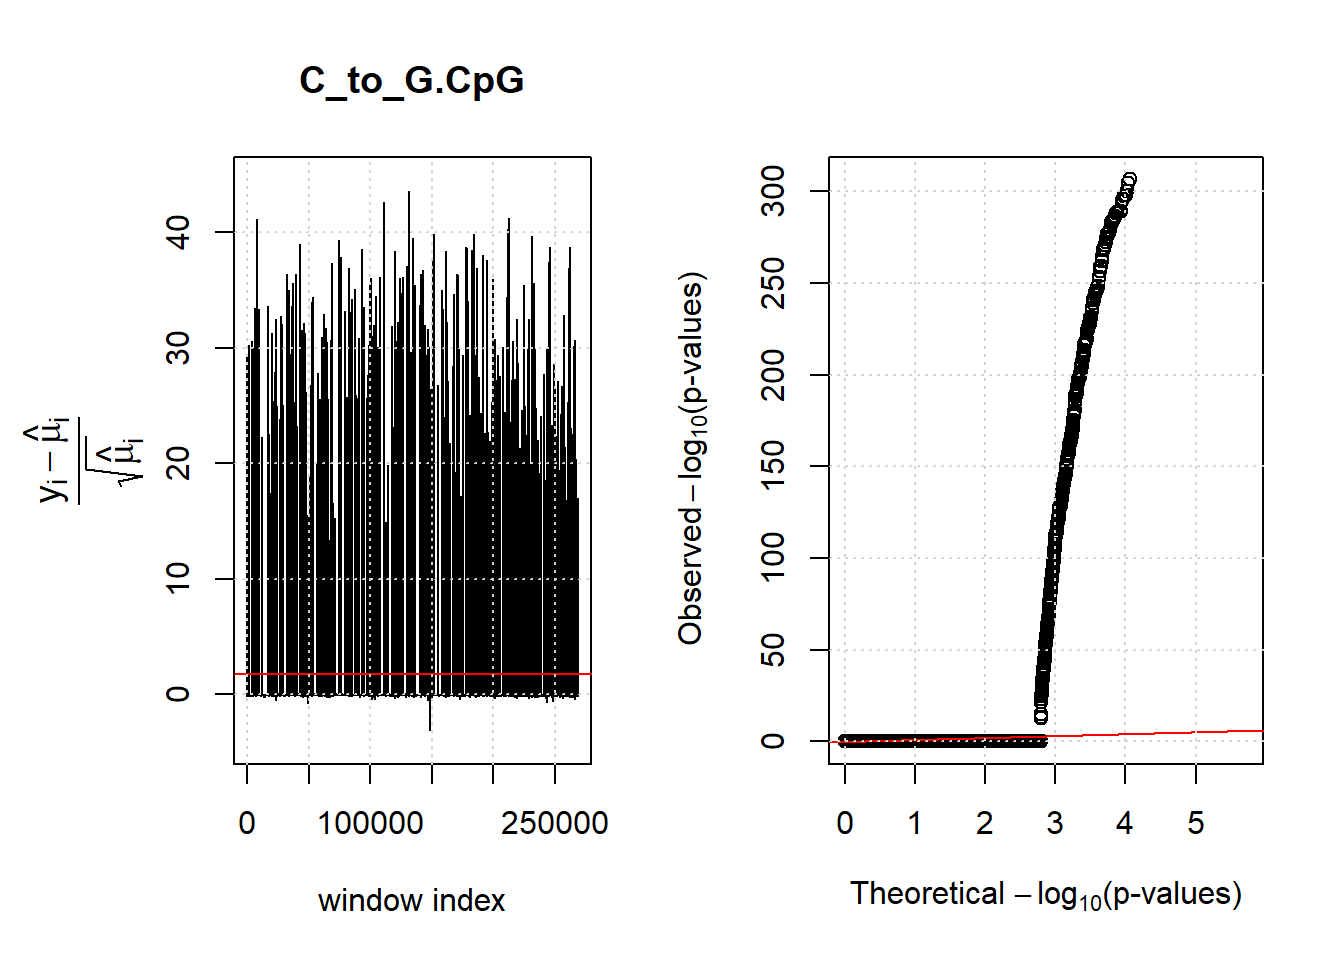 C_to_G.CpG
yᵢ − μ̂ᵢ
√μ̂ᵢ
40
30
20
10
0
0 100000 250000
window index
Observed − log₁₀(p-values)
300
250
200
150
100
50
0
0 1 2 3 4 5
Theoretical − log₁₀(p-values)